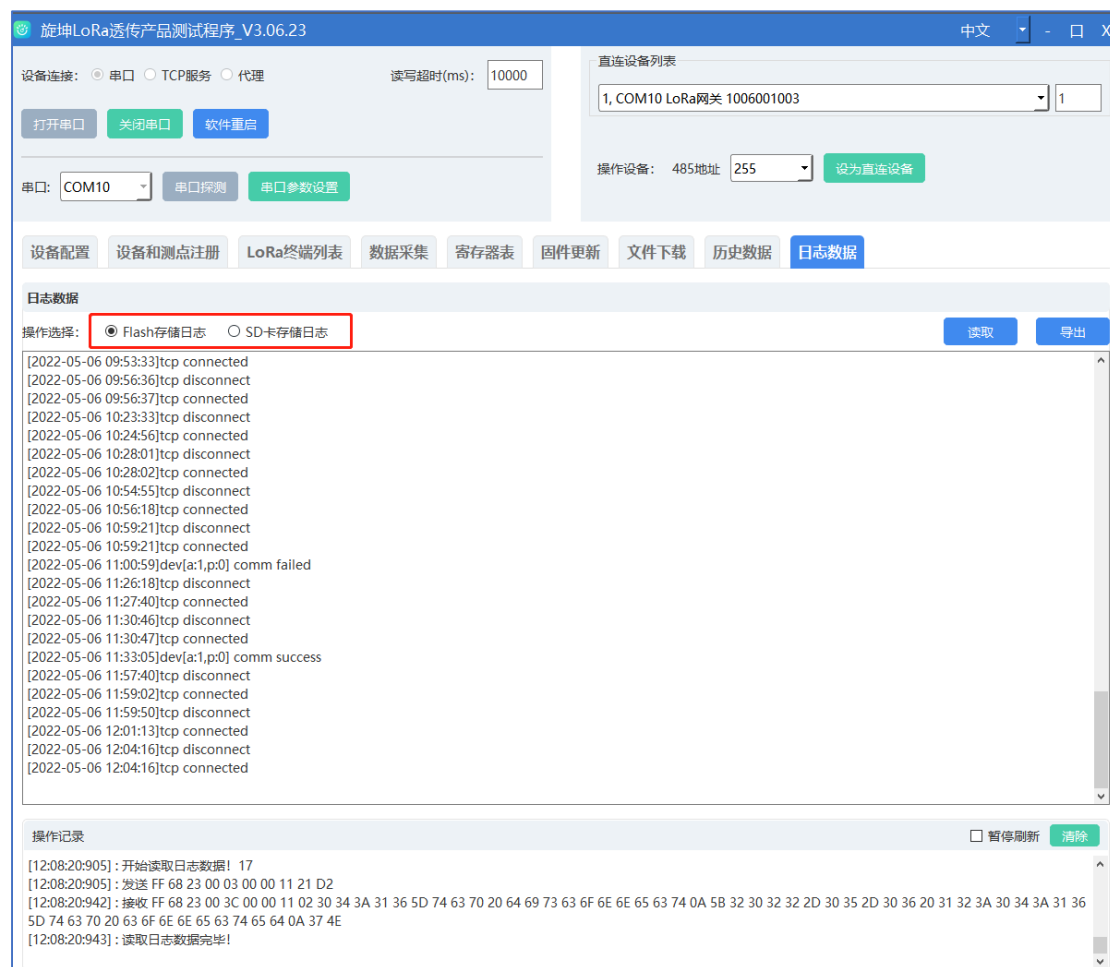 旋坤LoRa透传产品测试程序_V3.06.23 中文 - 口 X
设备连接: 串口 TCP服务 代理 读写超时(ms): 10000
直连设备列表
1, COM10 LoRa网关 1006001003 1
打开串口 关闭串口 软件重启
操作设备: 485地址 255 设为直连设备
串口: COM10 串口探测 串口参数设置
设备配置 设备和测点注册 LoRa终端列表 数据采集 寄存器表 固件更新 文件下载 历史数据 日志数据
日志数据
操作选择: Flash存储日志 SD卡存储日志 读取 导出
[2022-05-06 09:53:33]tcp connected
[2022-05-06 09:56:36]tcp disconnect
[2022-05-06 09:56:37]tcp connected
[2022-05-06 10:23:33]tcp disconnect
[2022-05-06 10:24:56]tcp connected
[2022-05-06 10:28:01]tcp disconnect
[2022-05-06 10:28:02]tcp connected
[2022-05-06 10:54:55]tcp disconnect
[2022-05-06 10:56:18]tcp connected
[2022-05-06 10:59:21]tcp disconnect
[2022-05-06 10:59:21]tcp connected
[2022-05-06 11:00:59]dev[a:1,p:0] comm failed
[2022-05-06 11:26:18]tcp disconnect
[2022-05-06 11:27:40]tcp connected
[2022-05-06 11:30:46]tcp disconnect
[2022-05-06 11:30:47]tcp connected
[2022-05-06 11:33:05]dev[a:1,p:0] comm success
[2022-05-06 11:57:40]tcp disconnect
[2022-05-06 11:59:02]tcp connected
[2022-05-06 11:59:50]tcp disconnect
[2022-05-06 12:01:13]tcp connected
[2022-05-06 12:04:16]tcp disconnect
[2022-05-06 12:04:16]tcp connected
操作记录 暂停刷新 清除
[12:08:20:905] : 开始读取日志数据! 17
[12:08:20:905] : 发送 FF 68 23 00 03 00 00 11 21 D2
[12:08:20:942] : 接收 FF 68 23 00 3C 00 00 11 02 30 34 3A 31 36 5D 74 63 70 20 64 69 73 63 6F 6E 6E 65 63 74 0A 5B 32 30 32 32 2D 30 35 2D 30 36 20 31 32 3A 30 34 3A 31 36
5D 74 63 70 20 63 6F 6E 6E 65 63 74 65 64 0A 37 4E
[12:08:20:943] : 读取日志数据完毕!